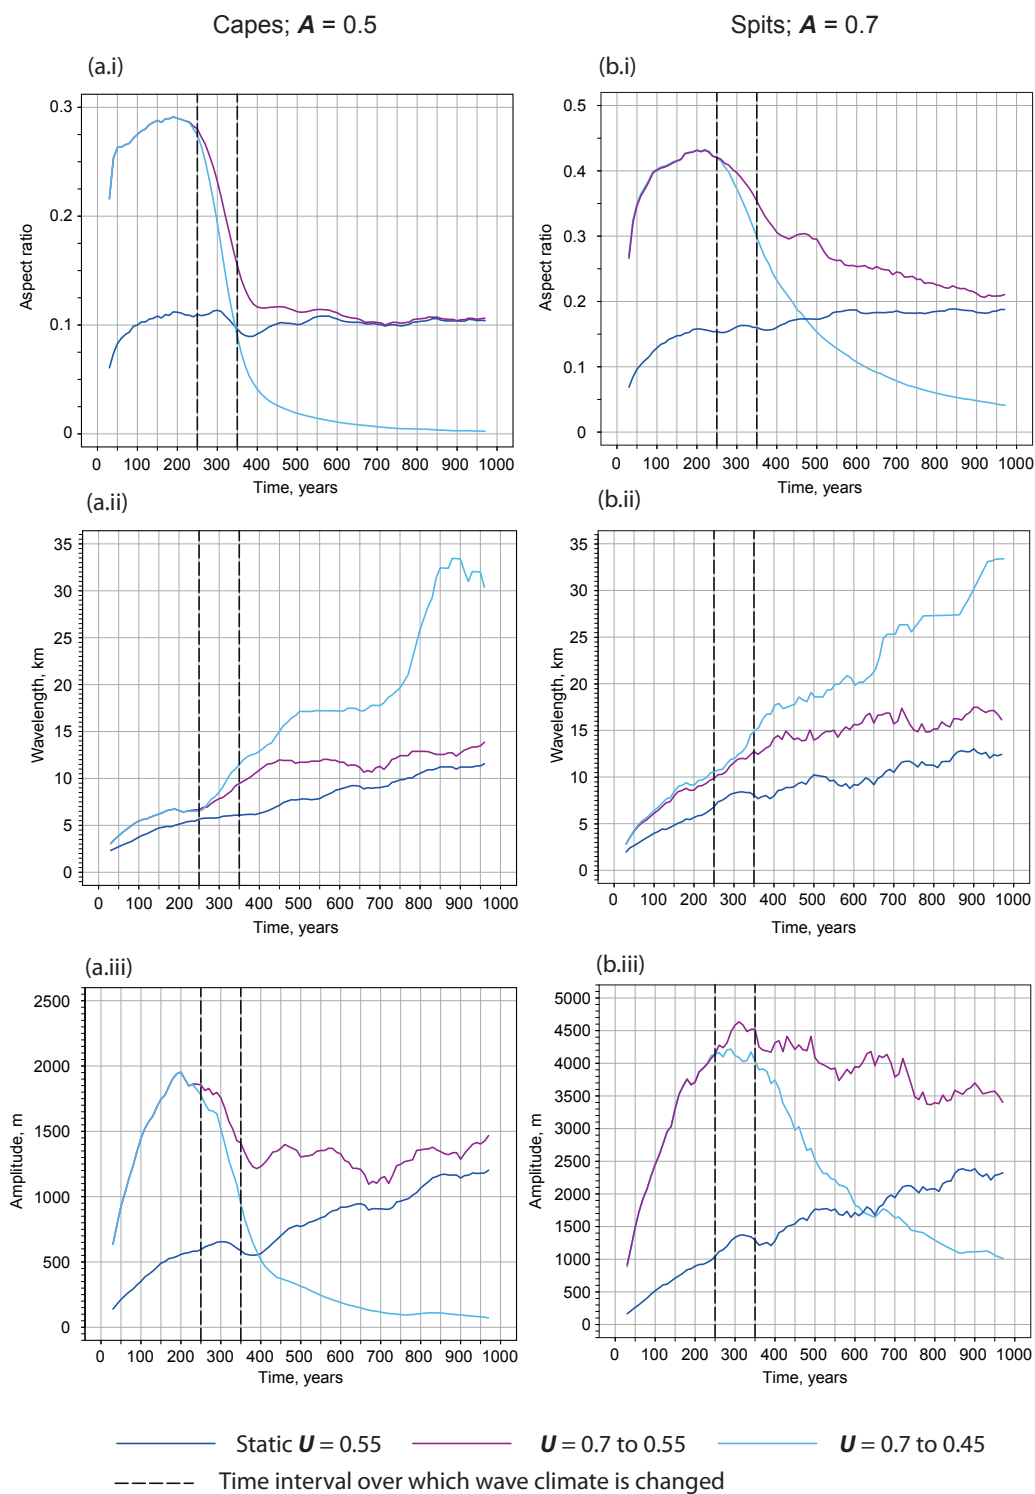 Capes; A = 0.5
Spits; A = 0.7
(a.i)
0.3
0.2
0.1
0
Aspect ratio
0 100 200 300 400 500 600 700 800 900 1000
Time, years
(b.i)
0.5
0.4
0.3
0.2
0.1
0
Aspect ratio
0 100 200 300 400 500 600 700 800 900 1000
Time, years
(a.ii)
35
30
25
20
15
10
5
0
Wavelength, km
0 100 200 300 400 500 600 700 800 900 1000
Time, years
(b.ii)
35
30
25
20
15
10
5
0
Wavelength, km
0 100 200 300 400 500 600 700 800 900 1000
Time, years
(a.iii)
2500
2000
1500
1000
500
0
Amplitude, m
0 100 200 300 400 500 600 700 800 900 1000
Time, years
(b.iii)
5000
4500
4000
3500
3000
2500
2000
1500
1000
500
0
Amplitude, m
0 100 200 300 400 500 600 700 800 900 1000
Time, years
Static U = 0.55
U = 0.7 to 0.55
U = 0.7 to 0.45
Time interval over which wave climate is changed